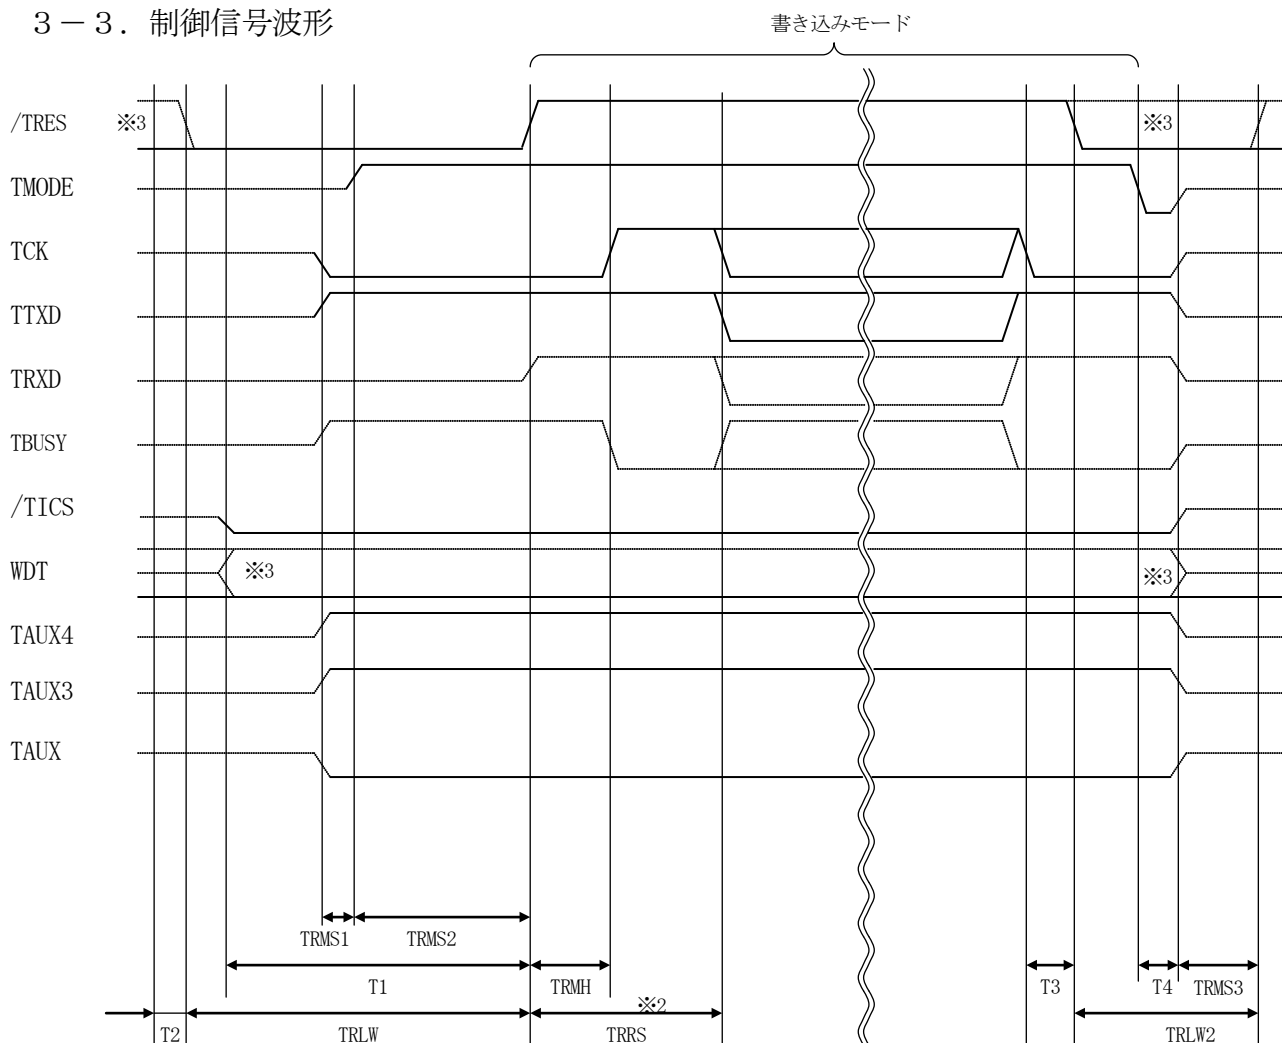 ３－３．制御信号波形
書き込みモード
/TRES ※3 ※3
TMODE
TCK
TTXD
TRXD
TBUSY
/TICS
WDT ※3 ※3
TAUX4
TAUX3
TAUX
TRMS1 TRMS2
T1 TRMH T3 T4 TRMS3
※2
T2 TRLW TRRS TRLW2